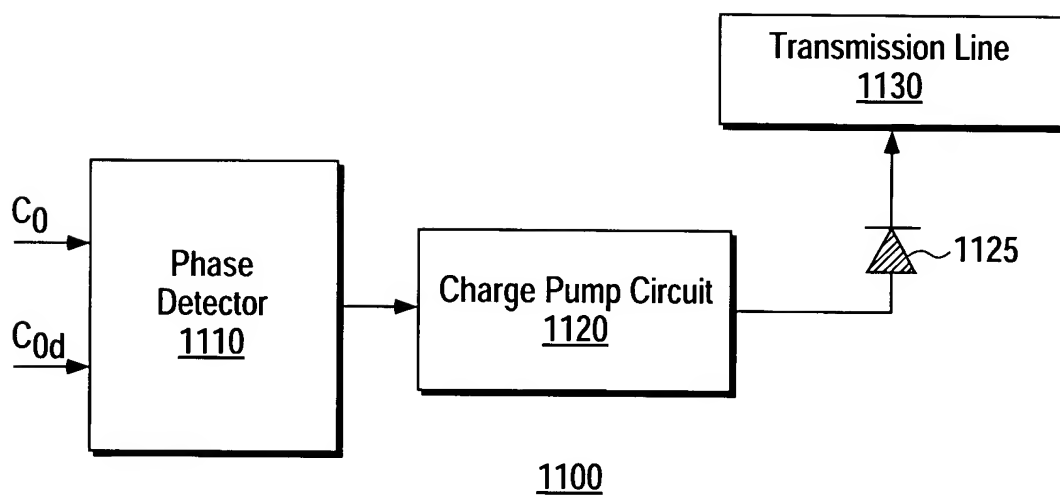 Transmission Line
1130
C0
Phase
Detector
1110
C0d
Charge Pump Circuit
1120
1125
1100